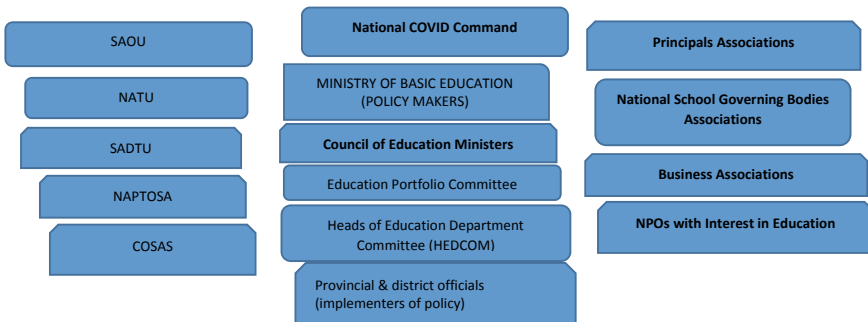 SAOU
NATU
SADTU
NAPTOSA
COSAS
National COVID Command
MINISTRY OF BASIC EDUCATION
(POLICY MAKERS)
Council of Education Ministers
Education Portfolio Committee
Heads of Education Department
Committee (HEDCOM)
Provincial & district officials
(implementers of policy)
Principals Associations
National School Governing Bodies
Associations
Business Associations
NPOs with Interest in Education